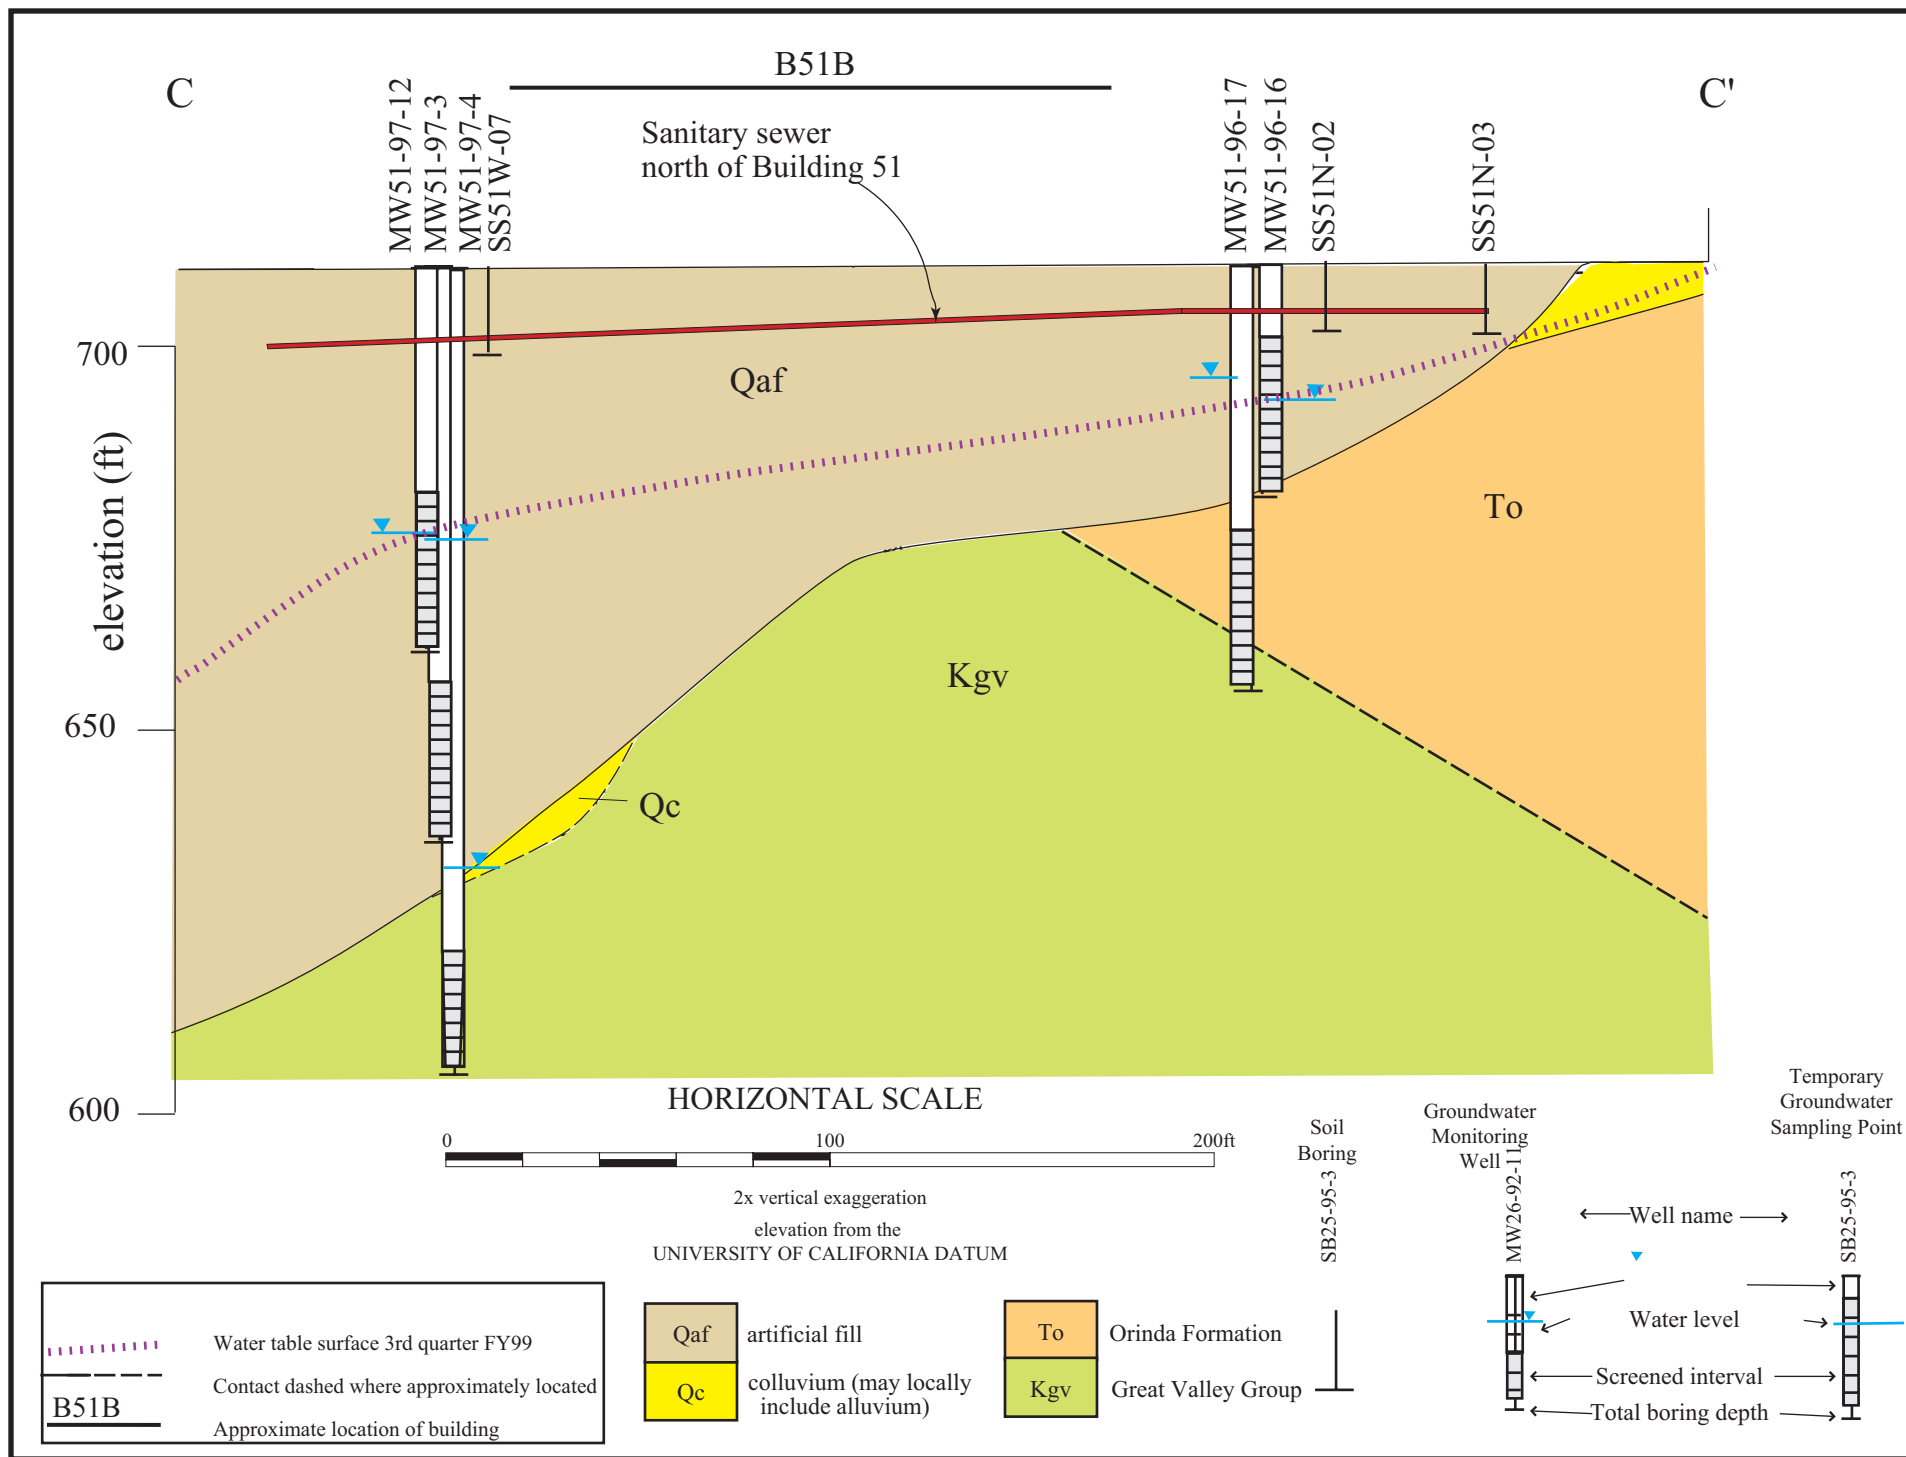 C
B51B
C'
MW51-97-12
MW51-97-3
MW51-97-4
SS51W-07
Sanitary sewer
north of Building 51
MW51-96-17
MW51-96-16
SS51N-02
SS51N-03
700
650
600
elevation (ft)
Qaf
To
Kgv
Qc
HORIZONTAL SCALE
0
100
200ft
2x vertical exaggeration
elevation from the
UNIVERSITY OF CALIFORNIA DATUM
Soil
Boring
SB25-95-3
Groundwater
Monitoring
Well
MW26-92-11
Temporary
Groundwater
Sampling Point
SB25-95-3
Well name
Water level
Screened interval
Total boring depth
Water table surface 3rd quarter FY99
Contact dashed where approximately located
B51B
Approximate location of building
Qaf
artificial fill
Qc
colluvium (may locally
include alluvium)
To
Orinda Formation
Kgv
Great Valley Group